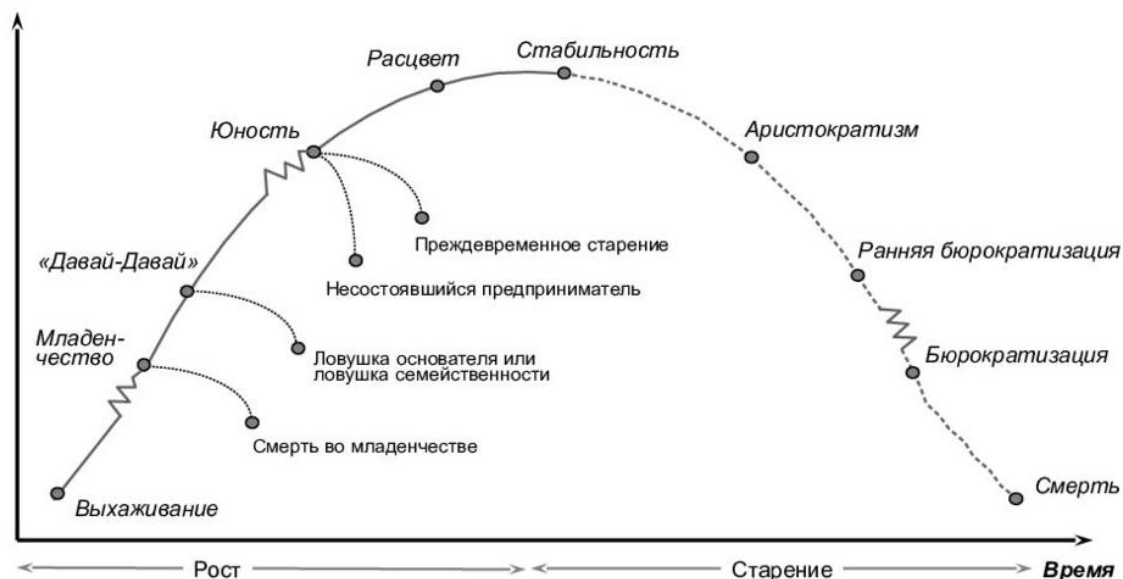 Стабильность
Расцвет
Юность
Аристократизм
Преждевременное старение
«Давай-Давай»
Ранняя бюрократизация
Несостоявшийся предприниматель
Младен-
чество
Ловушка основателя или
ловушка семейственности
Бюрократизация
Смерть во младенчестве
Выхаживание
Смерть
Рост
Старение
Время